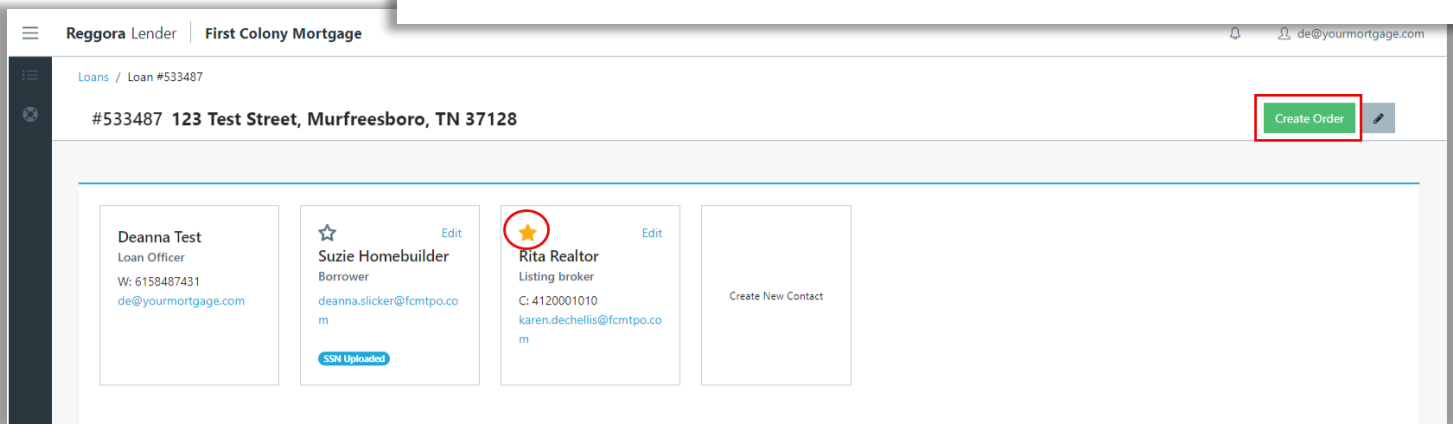 Reggora Lender First Colony Mortgage de@yourmortgage.com
Loans / Loan #533487
#533487 123 Test Street, Murfreesboro, TN 37128 Create Order
Deanna Test
Loan Officer
W: 6158487431
de@yourmortgage.com
Edit
Suzie Homebuilder
Borrower
deanna.slicker@fcmtpo.co
m
SSN Uploaded
Edit
Rita Realtor
Listing broker
C: 4120001010
karen.dechellis@fcmtpo.co
m
Create New Contact